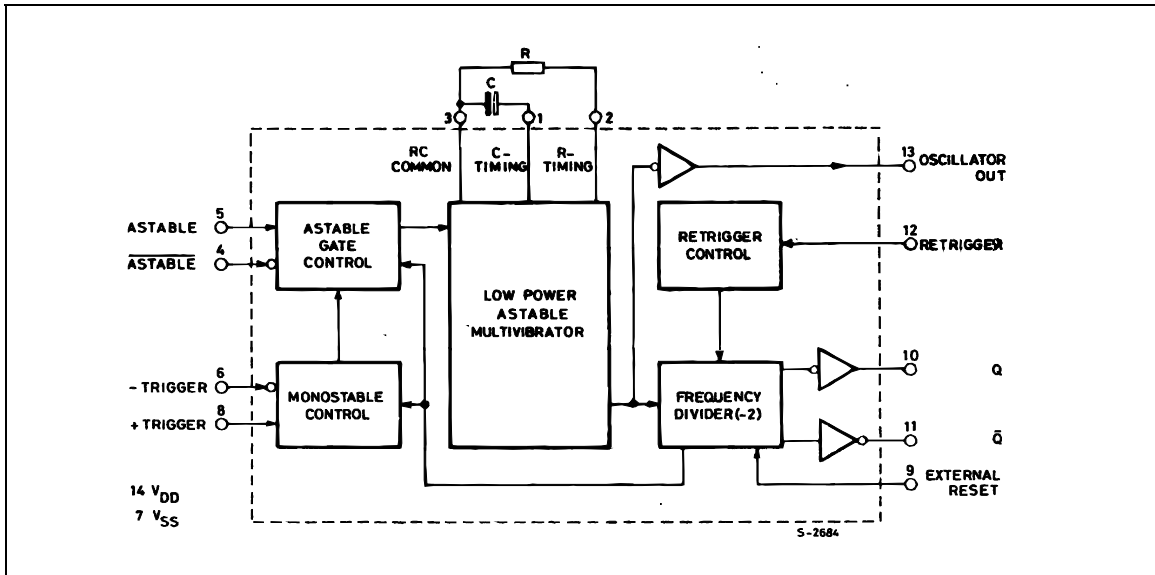 R
C
3
1
2
RC
COMMON
C-
TIMING
R-
TIMING
13
OSCILLATOR
OUT
ASTABLE
5
ASTABLE
4
ASTABLE
GATE
CONTROL
RETRIGGER
CONTROL
12
RETRIGGER
LOW POWER
ASTABLE
MULTIVIBRATOR
- TRIGGER
6
+ TRIGGER
8
MONOSTABLE
CONTROL
FREQUENCY
DIVIDER(-2)
10
Q
11
Q̄
9
EXTERNAL
RESET
14 VDD
7 VSS
S-2684